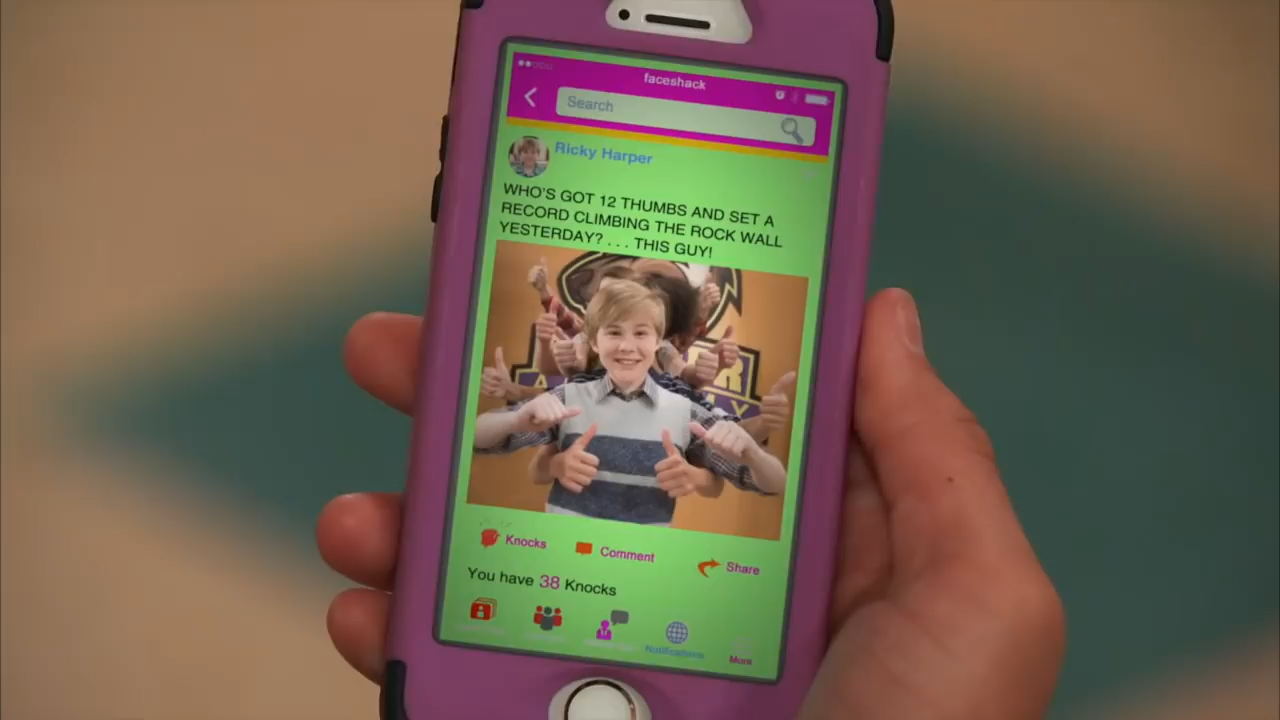 faceshack
Search
Ricky Harper
WHO'S GOT 12 THUMBS AND SET A
RECORD CLIMBING THE ROCK WALL
YESTERDAY? . . . THIS GUY!
Knocks
Comment
Share
You have 38 Knocks
Notifications
More